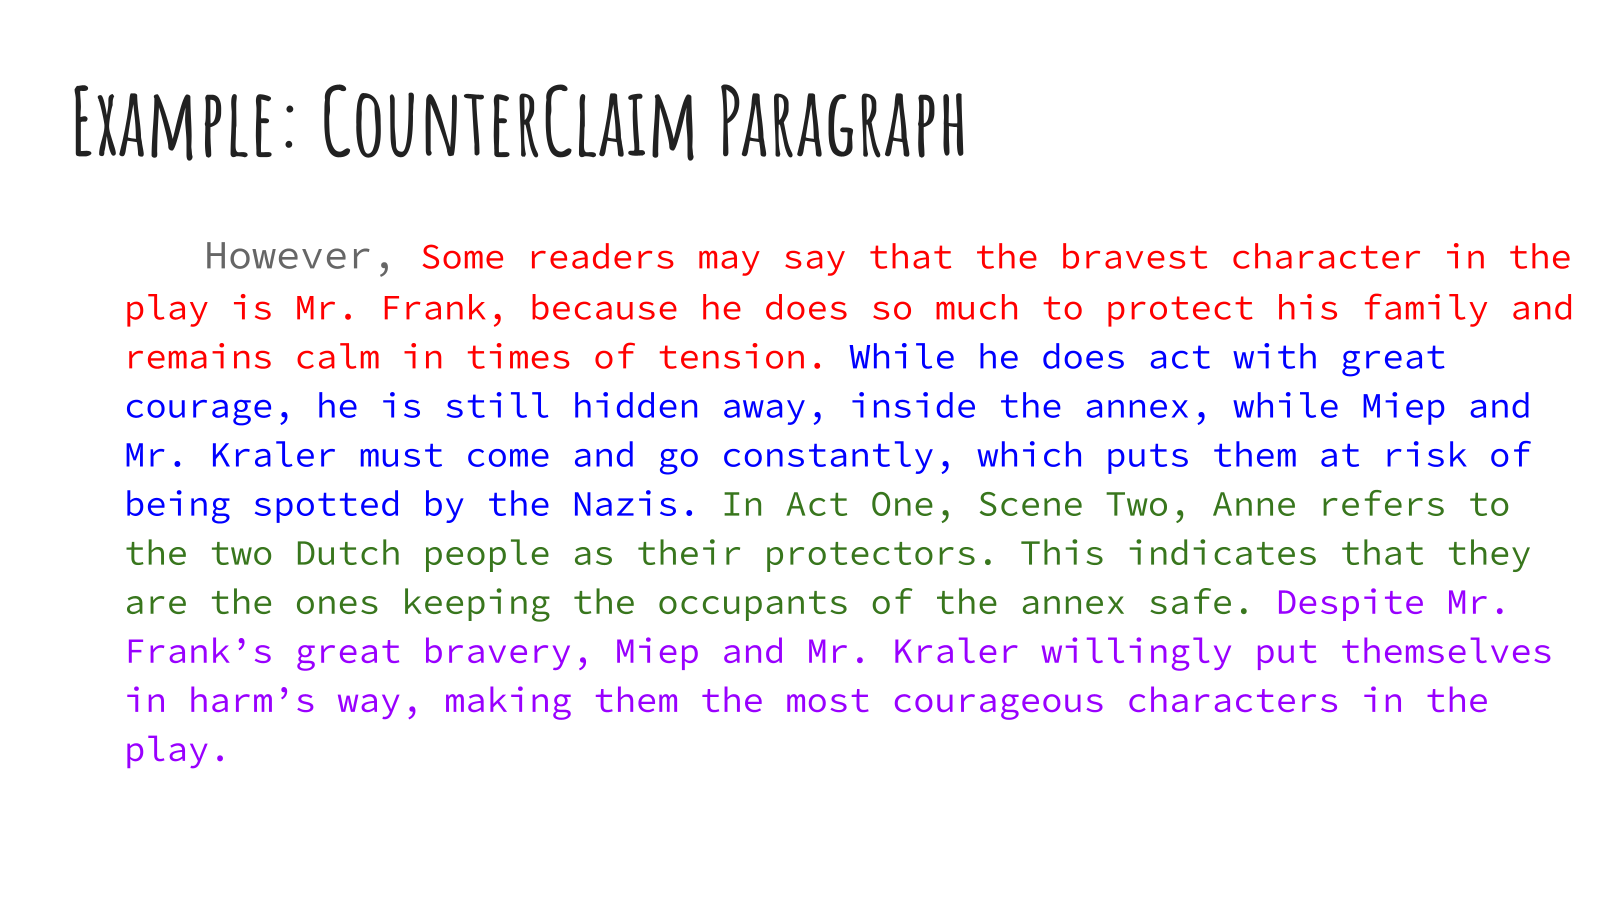 Example: CounterClaim Paragraph
However, Some readers may say that the bravest character in the
play is Mr. Frank, because he does so much to protect his family and
remains calm in times of tension. While he does act with great
courage, he is still hidden away, inside the annex, while Miep and
Mr. Kraler must come and go constantly, which puts them at risk of
being spotted by the Nazis. In Act One, Scene Two, Anne refers to
the two Dutch people as their protectors. This indicates that they
are the ones keeping the occupants of the annex safe. Despite Mr.
Frank’s great bravery, Miep and Mr. Kraler willingly put themselves
in harm’s way, making them the most courageous characters in the
play.